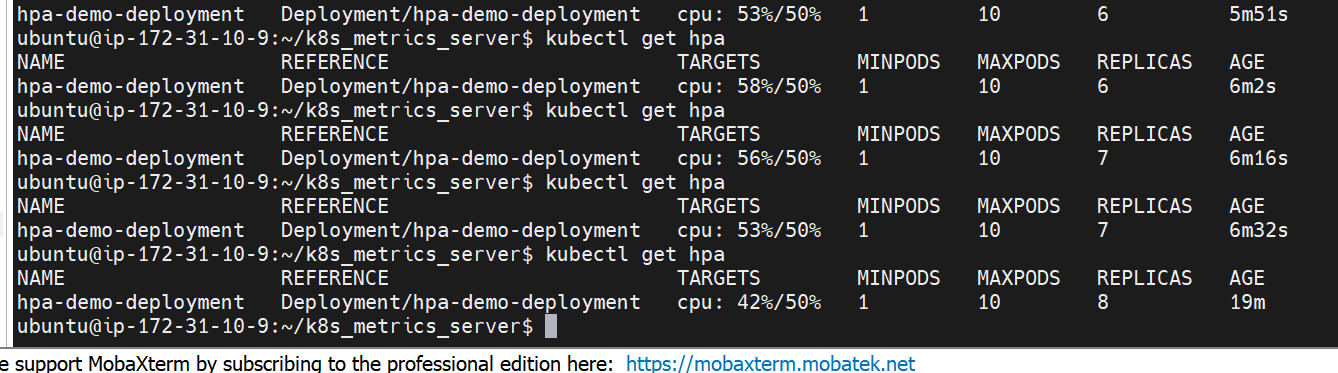 hpa-demo-deployment   Deployment/hpa-demo-deployment   cpu: 53%/50%   1         10        6          5m51s
ubuntu@ip-172-31-10-9:~/k8s_metrics_server$ kubectl get hpa
NAME                  REFERENCE                        TARGETS        MINPODS   MAXPODS   REPLICAS   AGE
hpa-demo-deployment   Deployment/hpa-demo-deployment   cpu: 58%/50%   1         10        6          6m2s
ubuntu@ip-172-31-10-9:~/k8s_metrics_server$ kubectl get hpa
NAME                  REFERENCE                        TARGETS        MINPODS   MAXPODS   REPLICAS   AGE
hpa-demo-deployment   Deployment/hpa-demo-deployment   cpu: 56%/50%   1         10        7          6m16s
ubuntu@ip-172-31-10-9:~/k8s_metrics_server$ kubectl get hpa
NAME                  REFERENCE                        TARGETS        MINPODS   MAXPODS   REPLICAS   AGE
hpa-demo-deployment   Deployment/hpa-demo-deployment   cpu: 53%/50%   1         10        7          6m32s
ubuntu@ip-172-31-10-9:~/k8s_metrics_server$ kubectl get hpa
NAME                  REFERENCE                        TARGETS        MINPODS   MAXPODS   REPLICAS   AGE
hpa-demo-deployment   Deployment/hpa-demo-deployment   cpu: 42%/50%   1         10        8          19m
ubuntu@ip-172-31-10-9:~/k8s_metrics_server$
e support MobaXterm by subscribing to the professional edition here: https://mobaxterm.mobatek.net